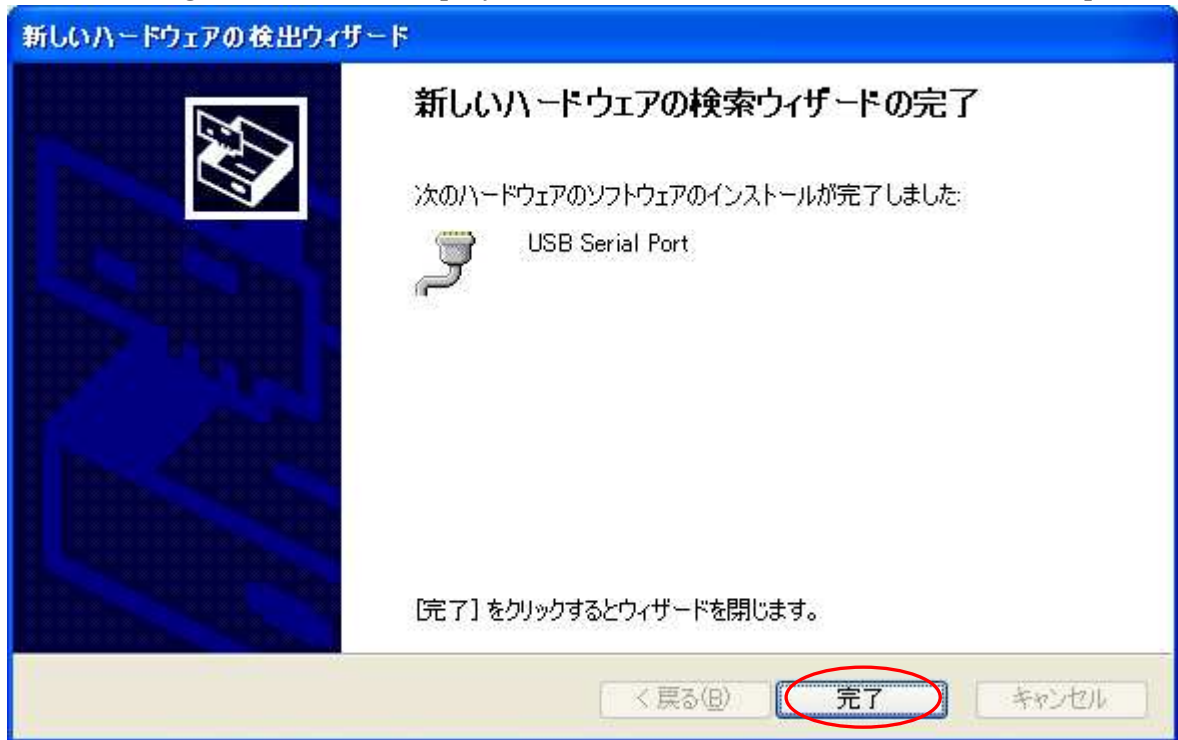 新しいハードウェアの検出ウィザード
新しいハードウェアの検索ウィザードの完了
次のハードウェアのソフトウェアのインストールが完了しました:
USB Serial Port
[完了] をクリックするとウィザードを閉じます。
< 戻る(B) 完了 キャンセル